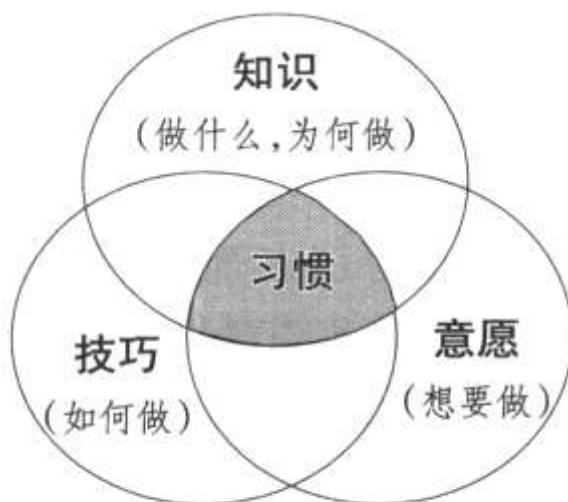 知识
(做什么,为何做)
习惯
技巧
(如何做)
意愿
(想要做)